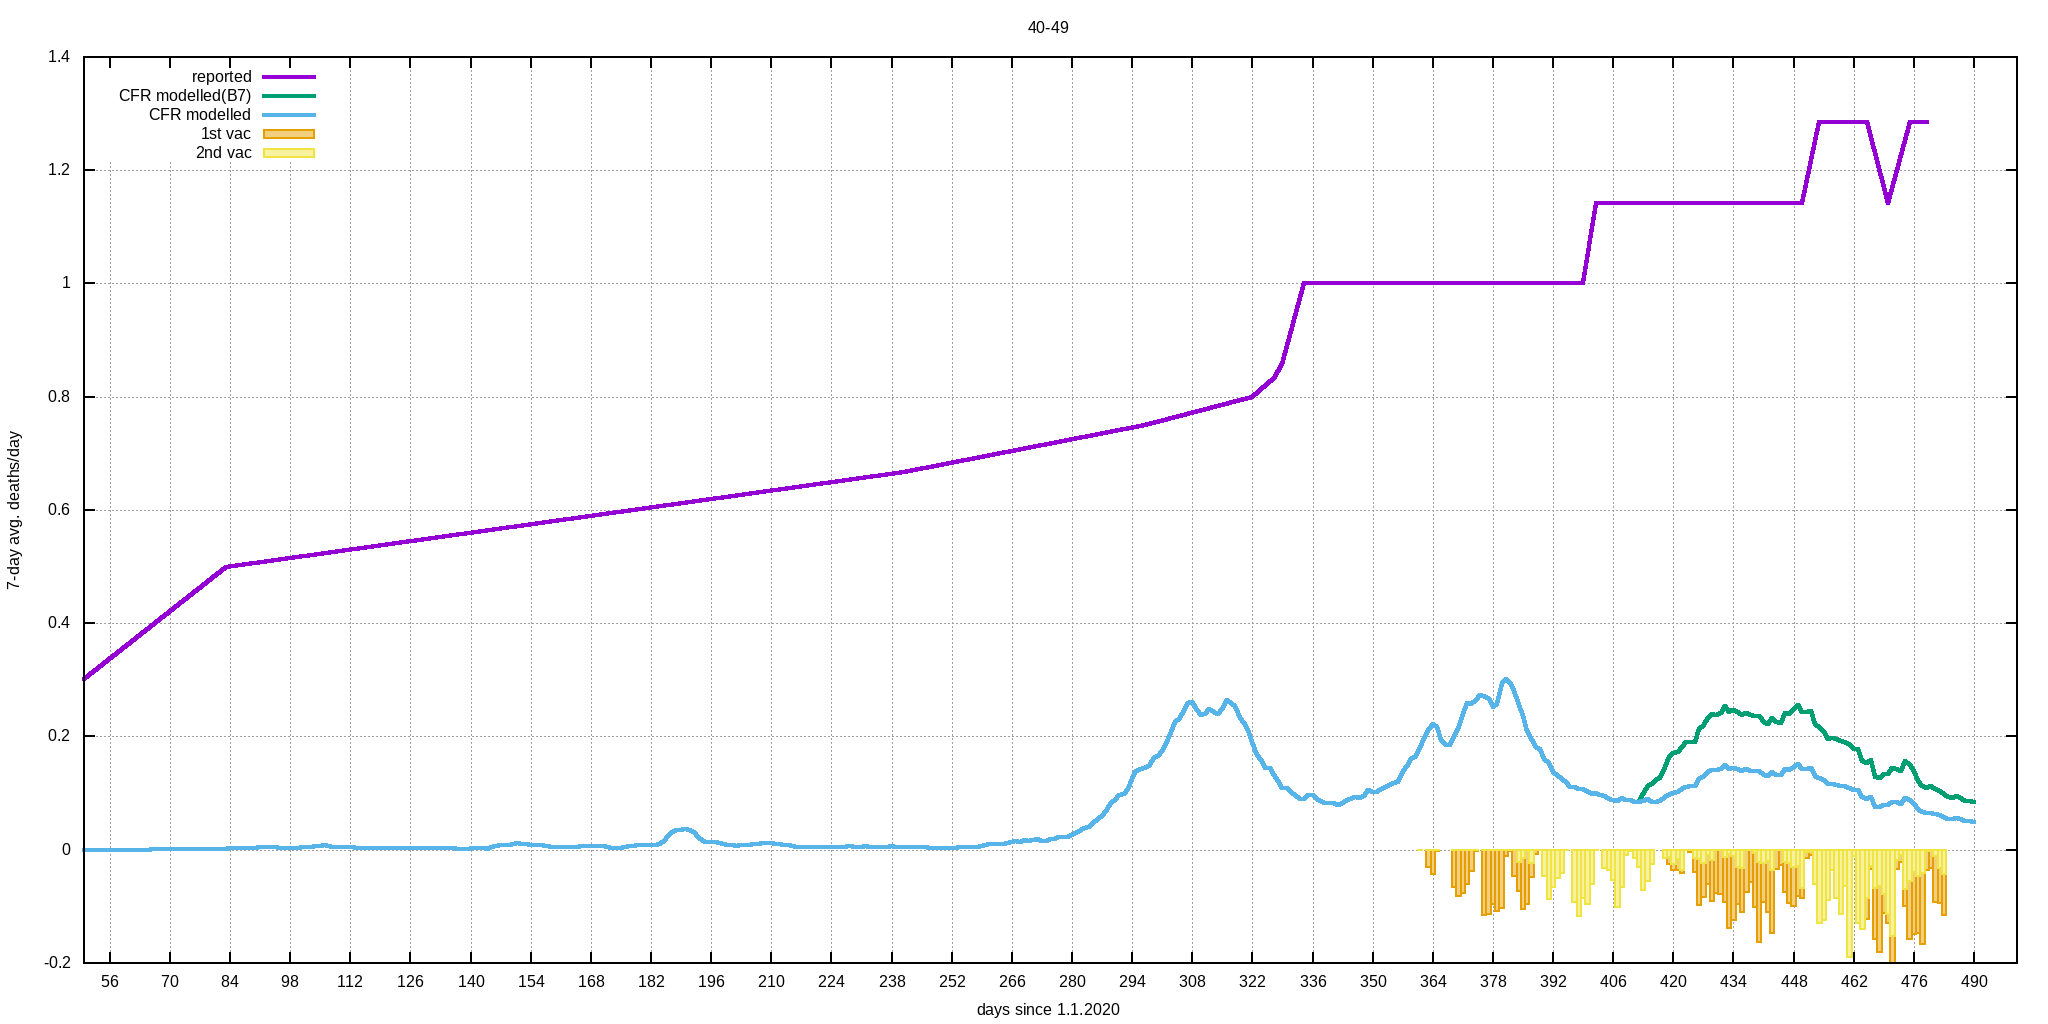 40-49
1.4
1.2
1
0.8
0.6
0.4
0.2
0
-0.2
7-day avg. deaths/day
reported
CFR modelled(B7)
CFR modelled
1st vac
2nd vac
56 70 84 98 112 126 140 154 168 182 196 210 224 238 252 266 280 294 308 322 336 350 364 378 392 406 420 434 448 462 476 490
days since 1.1.2020